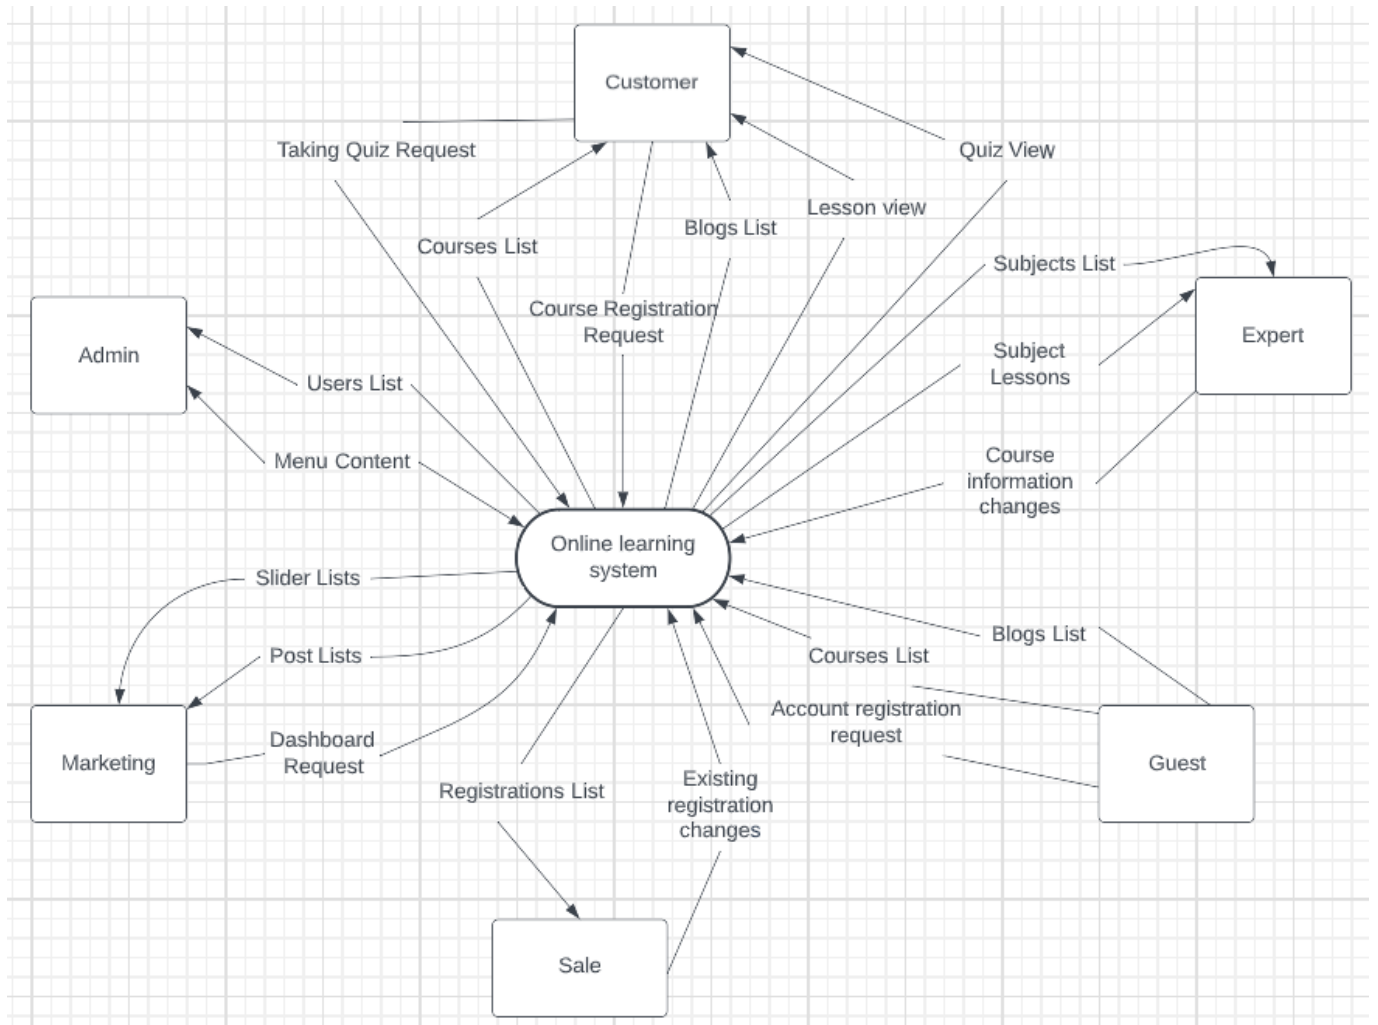 Customer
Taking Quiz Request
Quiz View
Lesson view
Blogs List
Courses List
Subjects List
Course Registration
Request
Expert
Admin
Subject
Lessons
Users List
Menu Content
Course
information
changes
Online learning
system
Slider Lists
Blogs List
Post Lists
Courses List
Account registration
request
Dashboard
Request
Marketing
Guest
Registrations List
Existing
registration
changes
Sale